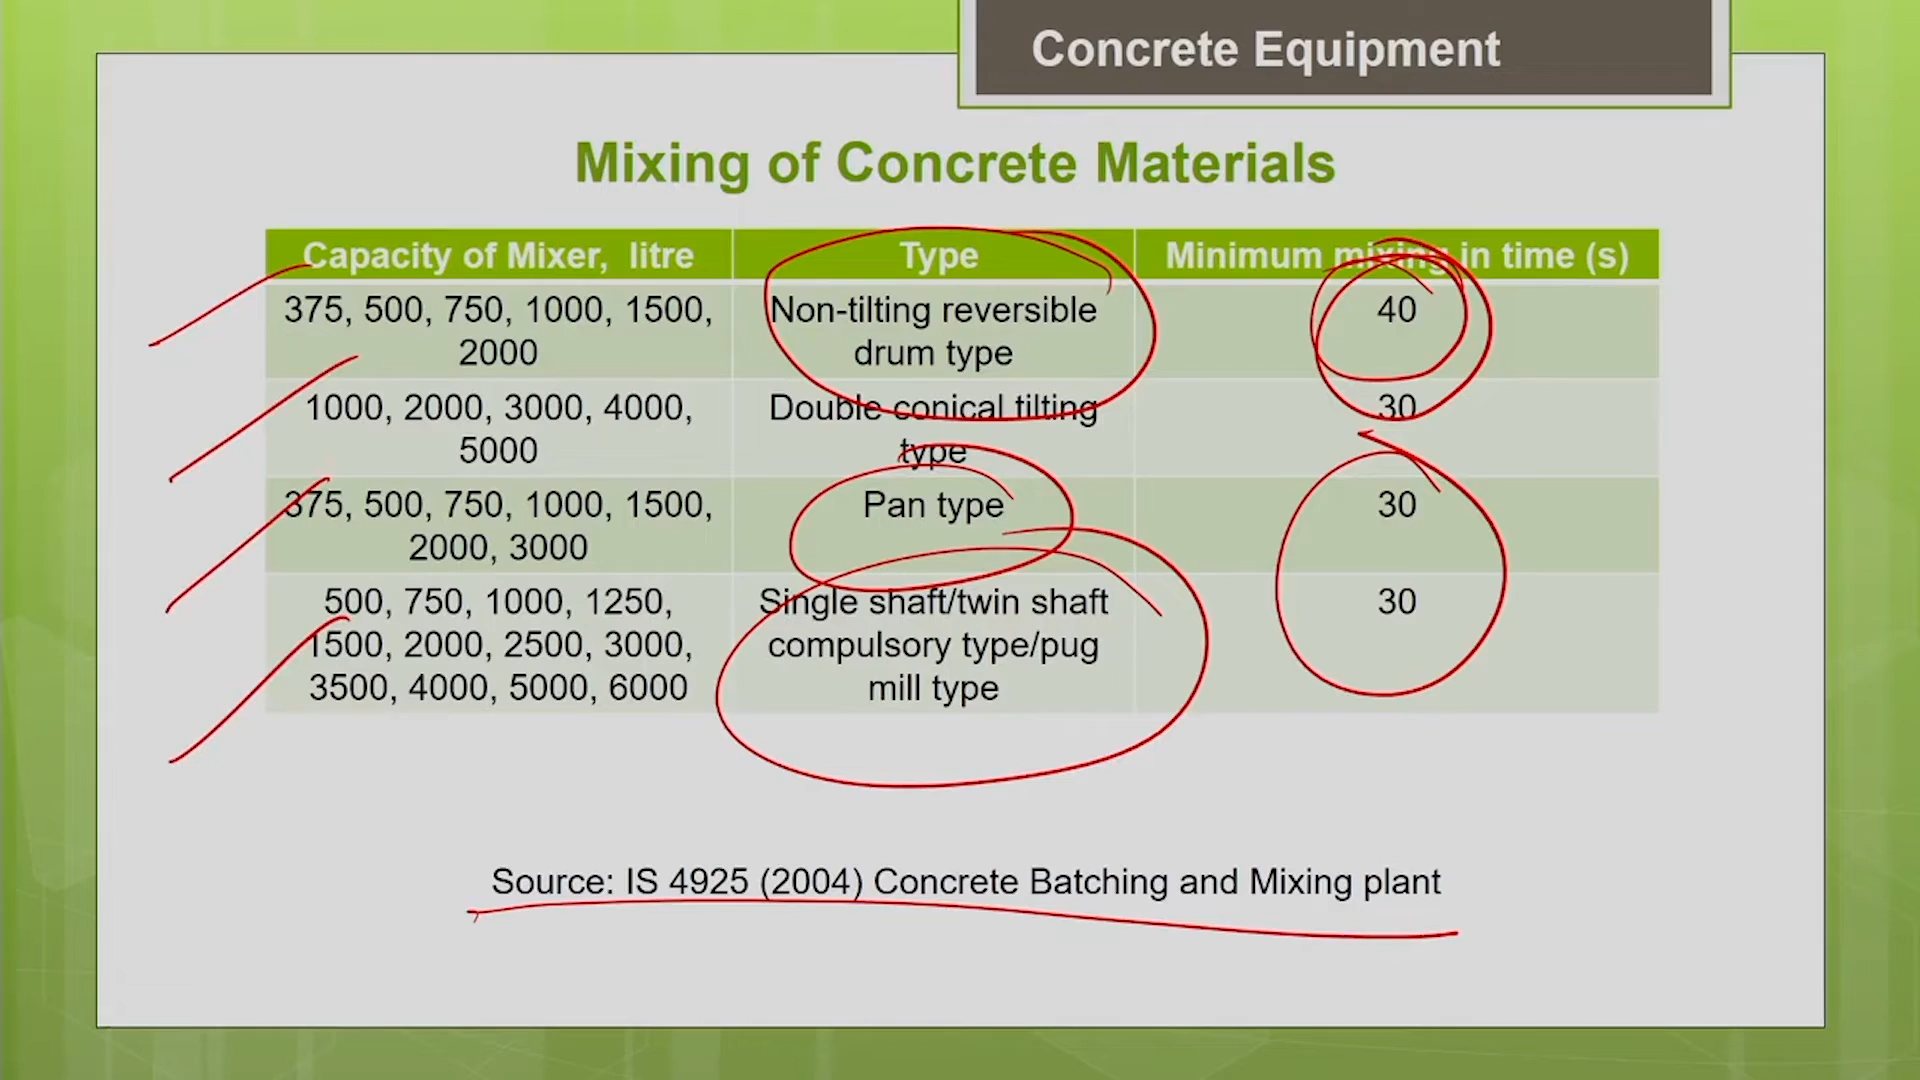 Concrete Equipment
Mixing of Concrete Materials
Capacity of Mixer, litre Type Minimum mixing in time (s)
375, 500, 750, 1000, 1500, Non-tilting reversible 40
2000 drum type
1000, 2000, 3000, 4000, Double conical tilting 30
5000 type
375, 500, 750, 1000, 1500, Pan type 30
2000, 3000
500, 750, 1000, 1250, Single shaft/twin shaft 30
1500, 2000, 2500, 3000, compulsory type/pug
3500, 4000, 5000, 6000 mill type
Source: IS 4925 (2004) Concrete Batching and Mixing plant